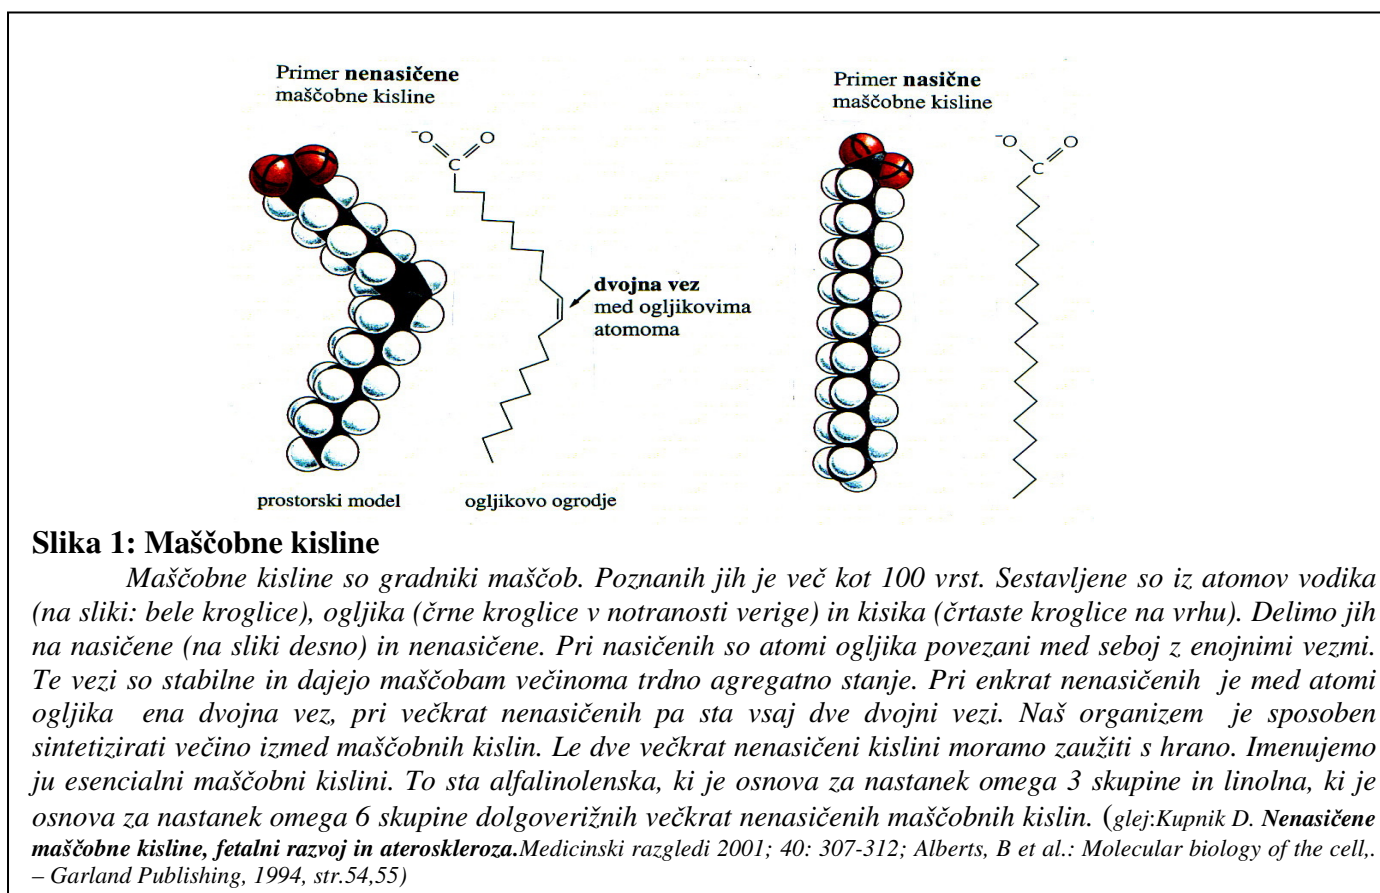 Primer nenasičene
maščobne kisline
⁻O O
C
dvojna vez
med ogljikovima
atomoma
prostorski model
ogljikovo ogrodje
Primer nasične
maščobne kisline
⁻O O
C
Slika 1: Maščobne kisline
Maščobne kisline so gradniki maščob. Poznanih jih je več kot 100 vrst. Sestavljene so iz atomov vodika
(na sliki: bele kroglice), ogljika (črne kroglice v notranosti verige) in kisika (črtaste kroglice na vrhu). Delimo jih
na nasičene (na sliki desno) in nenasičene. Pri nasičenih so atomi ogljika povezani med seboj z enojnimi vezmi.
Te vezi so stabilne in dajejo maščobam večinoma trdno agregatno stanje. Pri enkrat nenasičenih je med atomi
ogljika ena dvojna vez, pri večkrat nenasičenih pa sta vsaj dve dvojni vezi. Naš organizem je sposoben
sintetizirati večino izmed maščobnih kislin. Le dve večkrat nenasičeni kislini moramo zaužiti s hrano. Imenujemo
ju esencialni maščobni kislini. To sta alfalinolenska, ki je osnova za nastanek omega 3 skupine in linolna, ki je
osnova za nastanek omega 6 skupine dolgoverižnih večkrat nenasičenih maščobnih kislin. (glej:Kupnik D. Nenasičene
maščobne kisline, fetalni razvoj in ateroskleroza.Medicinski razgledi 2001; 40: 307-312; Alberts, B et al.: Molecular biology of the cell,.
– Garland Publishing, 1994, str.54,55)